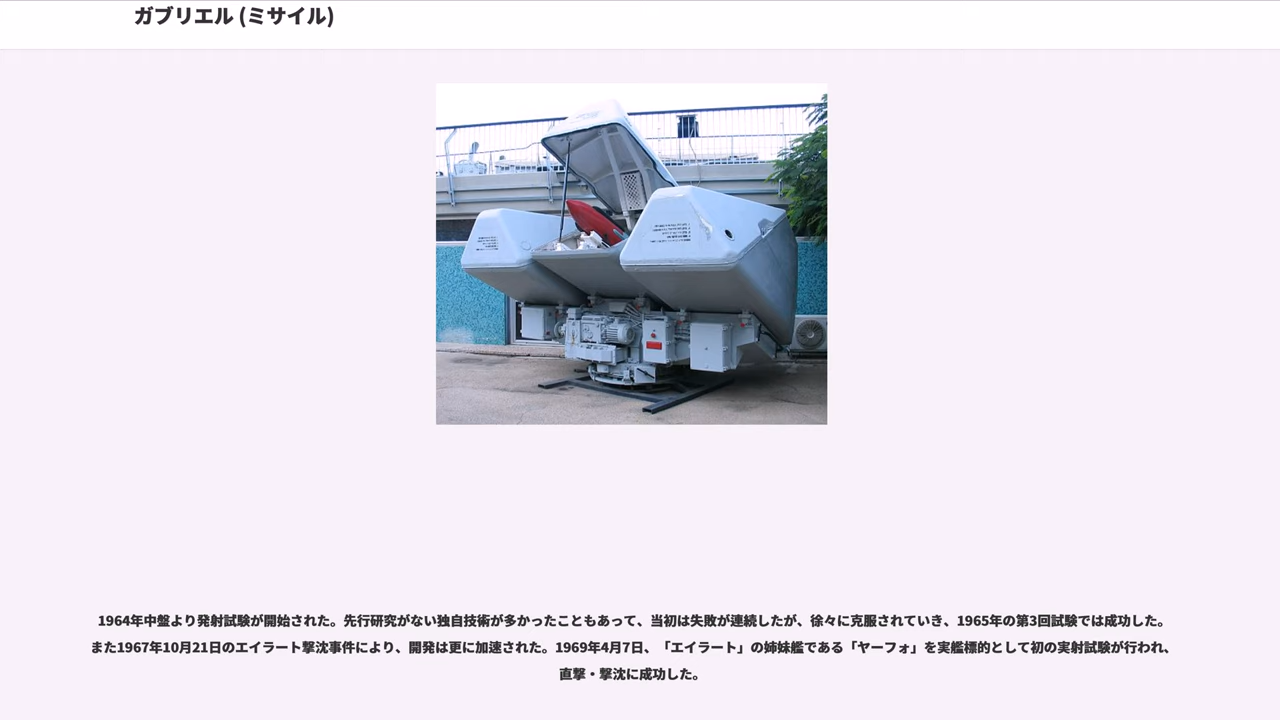 ガブリエル (ミサイル)
1964年中盤より発射試験が開始された。先行研究がない独自技術が多かったこともあって、当初は失敗が連続したが、徐々に克服されていき、1965年の第3回試験では成功した。
また1967年10月21日のエイラート撃沈事件により、開発は更に加速された。1969年4月7日、「エイラート」の姉妹艦である「ヤーフォ」を実艦標的として初の実射試験が行われ、
直撃・撃沈に成功した。